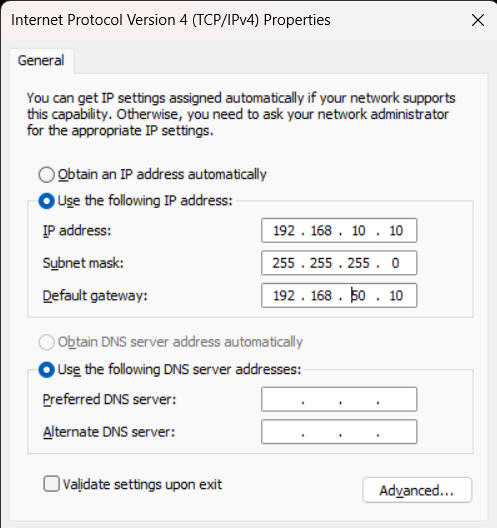 Internet Protocol Version 4 (TCP/IPv4) Properties
General
You can get IP settings assigned automatically if your network supports
this capability. Otherwise, you need to ask your network administrator
for the appropriate IP settings.
Obtain an IP address automatically
Use the following IP address:
IP address: 192 . 168 . 10 . 10
Subnet mask: 255 . 255 . 255 . 0
Default gateway: 192 . 168 . 50 . 10
Obtain DNS server address automatically
Use the following DNS server addresses:
Preferred DNS server: . . .
Alternate DNS server: . . .
Validate settings upon exit
Advanced...